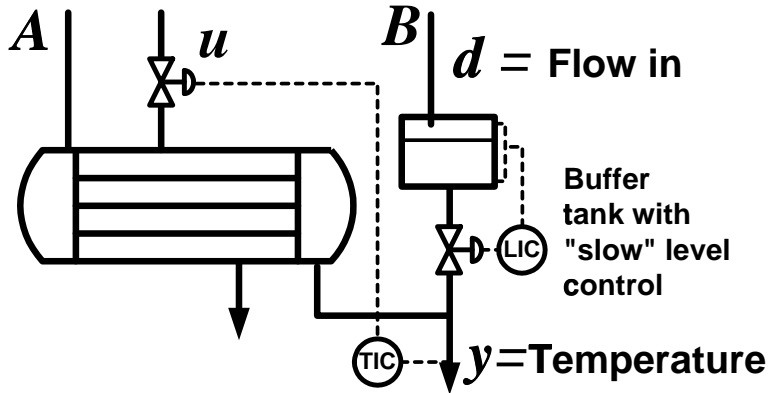 A
u
B
d = Flow in
Buffer
tank with
"slow" level
control
LIC
TIC
y=Temperature